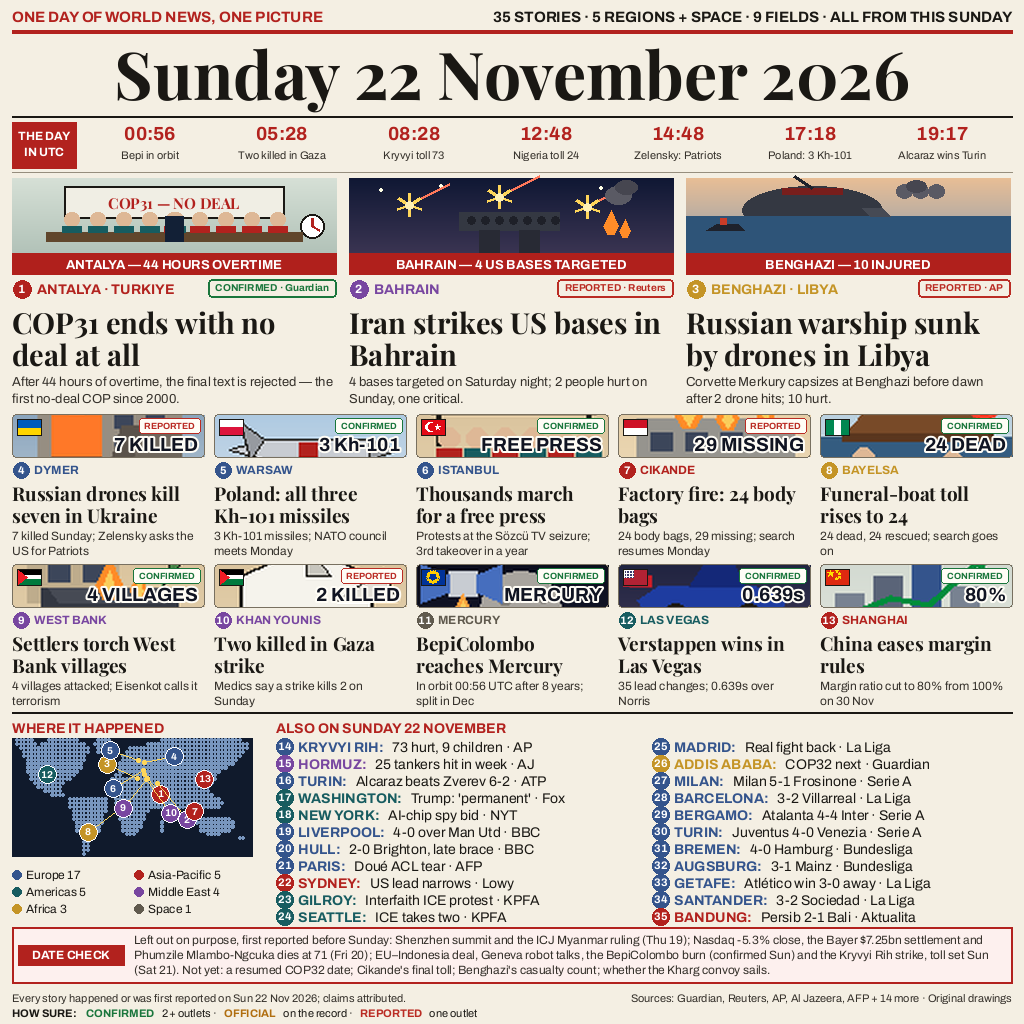 ONE DAY OF WORLD NEWS, ONE PICTURE
35 STORIES · 5 REGIONS + SPACE · 9 FIELDS · ALL FROM THIS SUNDAY
Sunday 22 November 2026
THE DAY
IN UTC
00:56
Bepi in orbit
05:28
Two killed in Gaza
08:28
Kryvyi toll 73
12:48
Nigeria toll 24
14:48
Zelensky: Patriots
17:18
Poland: 3 Kh-101
19:17
Alcaraz wins Turin
COP31 — NO DEAL
ANTALYA — 44 HOURS OVERTIME
1 ANTALYA · TURKIYE
CONFIRMED · Guardian
COP31 ends with no
deal at all
After 44 hours of overtime, the final text is rejected — the
first no-deal COP since 2000.
BAHRAIN — 4 US BASES TARGETED
2 BAHRAIN
REPORTED · Reuters
Iran strikes US bases in
Bahrain
4 bases targeted on Saturday night; 2 people hurt on
Sunday, one critical.
BENGHAZI — 10 INJURED
3 BENGHAZI · LIBYA
REPORTED · AP
Russian warship sunk
by drones in Libya
Corvette Merkury capsizes at Benghazi before dawn
after 2 drone hits; 10 hurt.
REPORTED
7 KILLED
4 DYMER
Russian drones kill
seven in Ukraine
7 killed Sunday; Zelensky asks the
US for Patriots
CONFIRMED
3 Kh-101
5 WARSAW
Poland: all three
Kh-101 missiles
3 Kh-101 missiles; NATO council
meets Monday
CONFIRMED
FREE PRESS
6 ISTANBUL
Thousands march
for a free press
Protests at the Sözcü TV seizure;
3rd takeover in a year
REPORTED
29 MISSING
7 CIKANDE
Factory fire: 24 body
bags
24 body bags, 29 missing; search
resumes Monday
CONFIRMED
24 DEAD
8 BAYELSA
Funeral-boat toll
rises to 24
24 dead, 24 rescued; search goes
on
CONFIRMED
4 VILLAGES
9 WEST BANK
Settlers torch West
Bank villages
4 villages attacked; Eisenkot calls it
terrorism
REPORTED
2 KILLED
10 KHAN YOUNIS
Two killed in Gaza
strike
Medics say a strike kills 2 on
Sunday
CONFIRMED
MERCURY
11 MERCURY
BepiColombo
reaches Mercury
In orbit 00:56 UTC after 8 years;
split in Dec
CONFIRMED
0.639s
12 LAS VEGAS
Verstappen wins in
Las Vegas
35 lead changes; 0.639s over
Norris
CONFIRMED
80%
13 SHANGHAI
China eases margin
rules
Margin ratio cut to 80% from 100%
on 30 Nov
WHERE IT HAPPENED
5
4
3
12
13
6
1
9
10
2
7
8
Europe 17
Asia-Pacific 5
Americas 5
Middle East 4
Africa 3
Space 1
ALSO ON SUNDAY 22 NOVEMBER
14 KRYVYI RIH: 73 hurt, 9 children · AP
15 HORMUZ: 25 tankers hit in week · AJ
16 TURIN: Alcaraz beats Zverev 6-2 · ATP
17 WASHINGTON: Trump: 'permanent' · Fox
18 NEW YORK: AI-chip spy bid · NYT
19 LIVERPOOL: 4-0 over Man Utd · BBC
20 HULL: 2-0 Brighton, late brace · BBC
21 PARIS: Doué ACL tear · AFP
22 SYDNEY: US lead narrows · Lowy
23 GILROY: Interfaith ICE protest · KPFA
24 SEATTLE: ICE takes two · KPFA
25 MADRID: Real fight back · La Liga
26 ADDIS ABABA: COP32 next · Guardian
27 MILAN: Milan 5-1 Frosinone · Serie A
28 BARCELONA: 3-2 Villarreal · La Liga
29 BERGAMO: Atalanta 4-4 Inter · Serie A
30 TURIN: Juventus 4-0 Venezia · Serie A
31 BREMEN: 4-0 Hamburg · Bundesliga
32 AUGSBURG: 3-1 Mainz · Bundesliga
33 GETAFE: Atlético win 3-0 away · La Liga
34 SANTANDER: 3-2 Sociedad · La Liga
35 BANDUNG: Persib 2-1 Bali · Aktualita
DATE CHECK
Left out on purpose, first reported before Sunday: Shenzhen summit and the ICJ Myanmar ruling (Thu 19); Nasdaq -5.3% close, the Bayer $7.25bn settlement and
Phumzile Mlambo-Ngcuka dies at 71 (Fri 20); EU–Indonesia deal, Geneva robot talks, the BepiColombo burn (confirmed Sun) and the Kryvyi Rih strike, toll set Sun
(Sat 21). Not yet: a resumed COP32 date; Cikande's final toll; Benghazi's casualty count; whether the Kharg convoy sails.
Every story happened or was first reported on Sun 22 Nov 2026; claims attributed.
Sources: Guardian, Reuters, AP, Al Jazeera, AFP + 14 more · Original drawings
HOW SURE: CONFIRMED 2+ outlets · OFFICIAL on the record · REPORTED one outlet